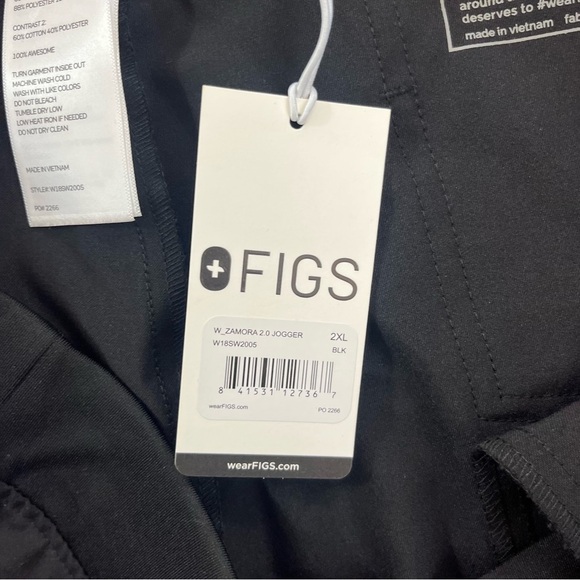 88% POLYESTER
CONTRAST 2:
60% COTTON 40% POLYESTER
100% AWESOME
TURN GARMENT INSIDE OUT
MACHINE WASH COLD
WASH WITH LIKE COLORS
DO NOT BLEACH
TUMBLE DRY LOW
LOW HEAT IRON IF NEEDED
DO NOT DRY CLEAN
MADE IN VIETNAM
STYLE#: W18SW2005
PO# 2266
around
deserves to #wear
made in vietnam fab
FIGS
W_ZAMORA 2.0 JOGGER 2XL
W18SW2005 BLK
8 41531 12736 7
wearFIGS.com PO 2266
wearFIGS.com